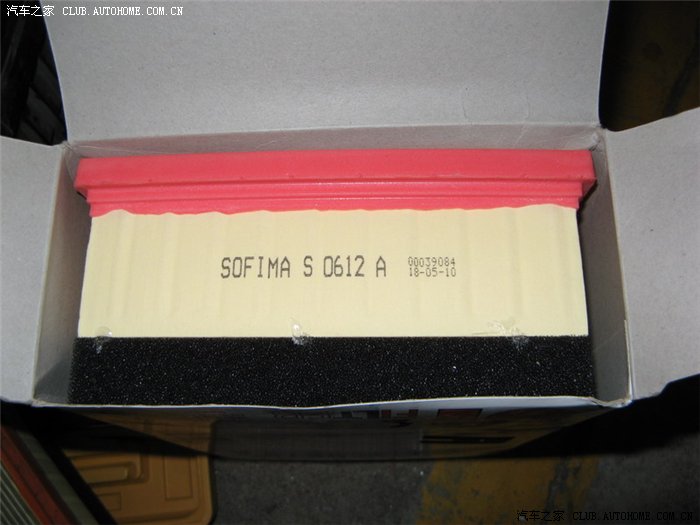 汽车之家 CLUB.AUTOHOME.COM.CN
SOFIMA S 0612 A
00039084
18-05-10
汽车之家 CLUB.AUTOHOME.COM.CN